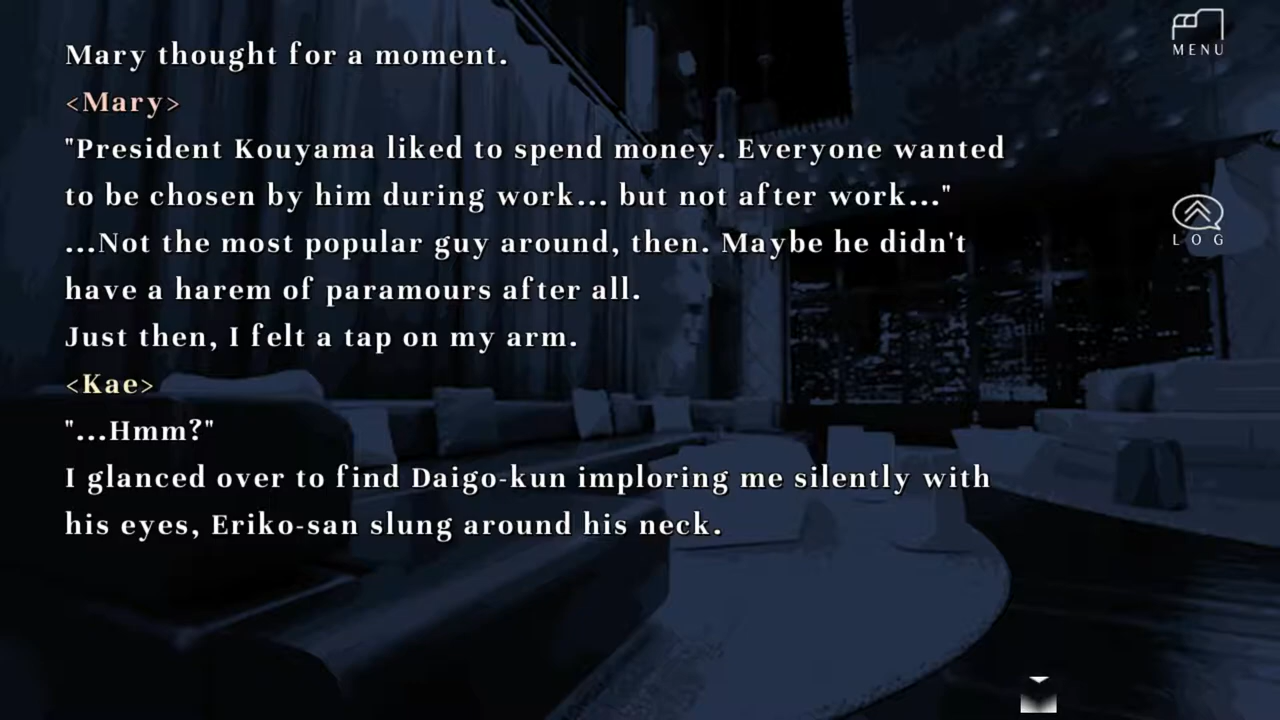 Mary thought for a moment.
<Mary>
"President Kouyama liked to spend money. Everyone wanted
to be chosen by him during work... but not after work..."
...Not the most popular guy around, then. Maybe he didn't
have a harem of paramours after all.
Just then, I felt a tap on my arm.
<Kae>
"...Hmm?"
I glanced over to find Daigo-kun imploring me silently with
his eyes, Eriko-san slung around his neck.
MENU
LOG